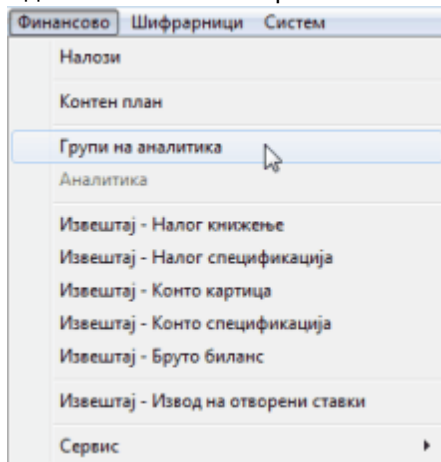 Финансово Шифрарници Систем
Налози
Контен план
Групи на аналитика
Аналитика
Извештај - Налог книжење
Извештај - Налог спецификација
Извештај - Конто картица
Извештај - Конто спецификација
Извештај - Бруто биланс
Извештај - Извод на отворени ставки
Сервис